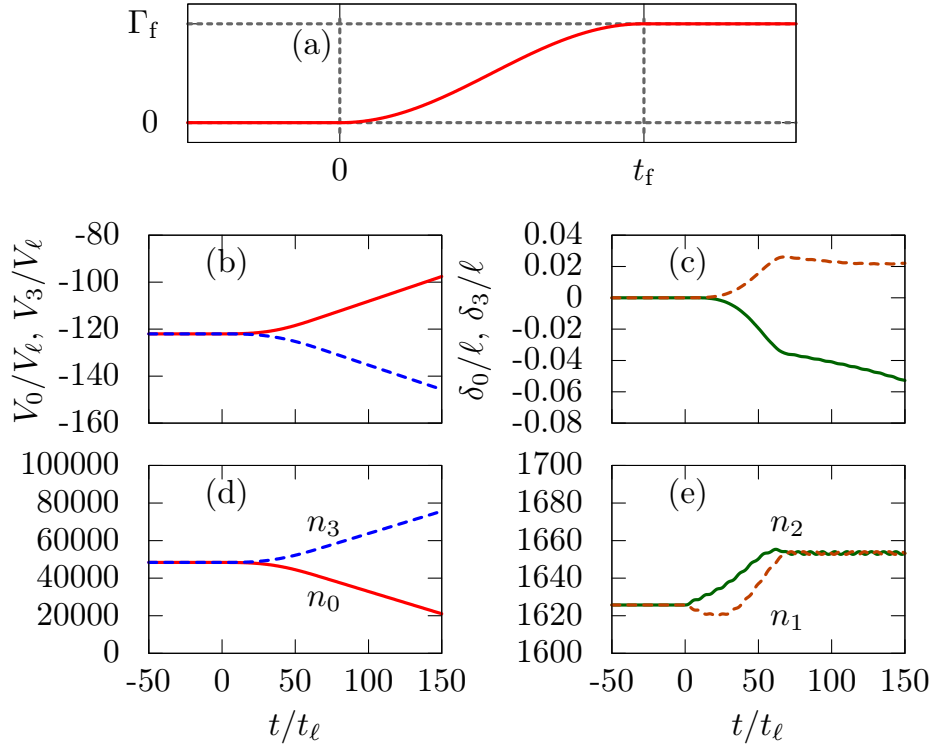 Γf
(a)
0
0 tf
V0/Vℓ, V3/Vℓ
-80
-100
-120
-140
-160
(b)
δ0/ℓ, δ3/ℓ
0.04
0.02
0
-0.02
-0.04
-0.06
-0.08
(c)
100000
80000
60000
40000
20000
0
(d)
n3
n0
-50 0 50 100 150
t/tℓ
1700
1680
1660
1640
1620
1600
(e)
n2
n1
-50 0 50 100 150
t/tℓ